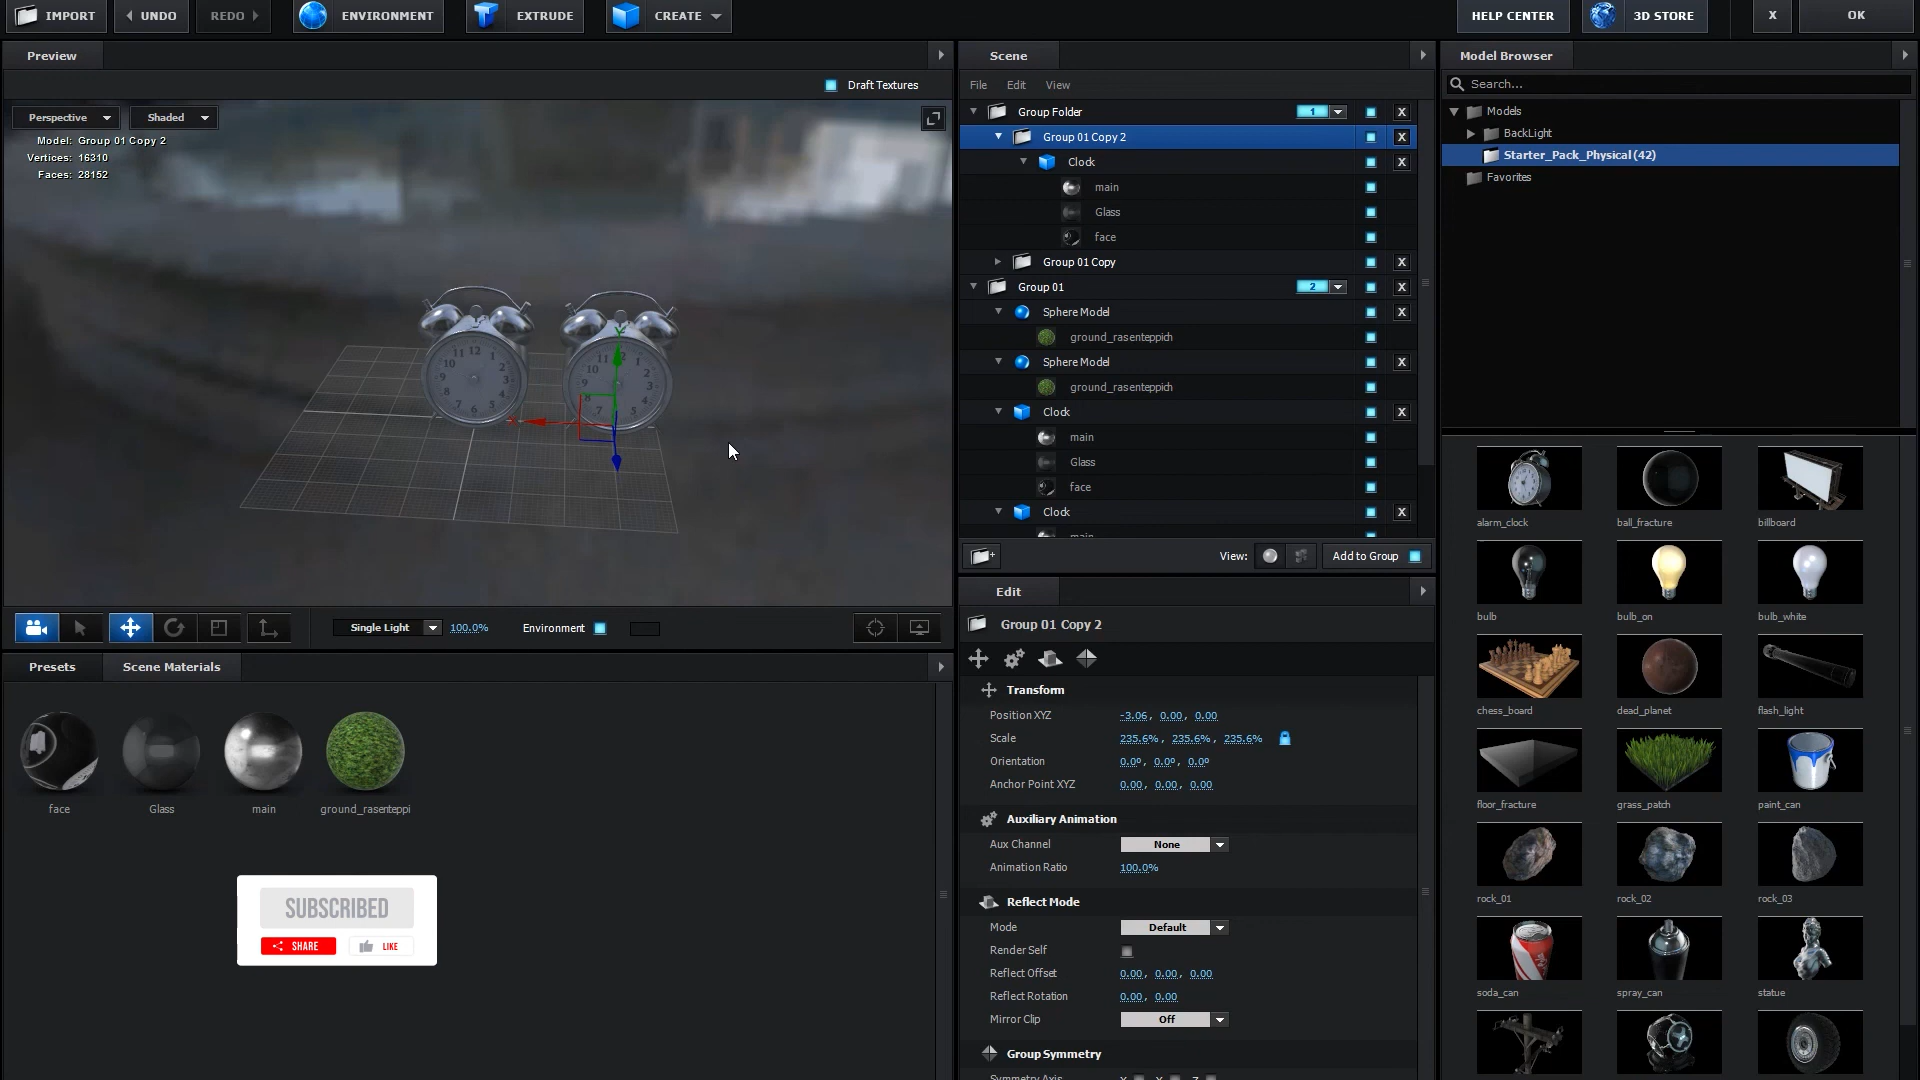 IMPORT
UNDO
REDO
ENVIRONMENT
EXTRUDE
CREATE
HELP CENTER
3D STORE
X
OK
Preview
Draft Textures
Perspective
Shaded
Model: Group 01 Copy 2
Vertices: 16310
Faces: 28152
Single Light
100.0%
Environment
Presets
Scene Materials
face
Glass
main
ground_rasenteppi
SUBSCRIBED
SHARE
LIKE
Scene
File Edit View
Group Folder 1 X
Group 01 Copy 2 X
Clock X
main
Glass
face
Group 01 Copy X
Group 01 2 X
Sphere Model X
ground_rasenteppich
Sphere Model X
ground_rasenteppich
Clock X
main
Glass
face
Clock X
main
View:
Add to Group
Edit
Group 01 Copy 2
Transform
Position XYZ -3.06, 0.00, 0.00
Scale 235.6%, 235.6%, 235.6%
Orientation 0.0º, 0.0º, 0.0º
Anchor Point XYZ 0.00, 0.00, 0.00
Auxiliary Animation
Aux Channel None
Animation Ratio 100.0%
Reflect Mode
Mode Default
Render Self
Reflect Offset 0.00, 0.00, 0.00
Reflect Rotation 0.00, 0.00
Mirror Clip Off
Group Symmetry
Model Browser
Search...
Models
BackLight
Starter_Pack_Physical (42)
Favorites
alarm_clock ball_fracture billboard
bulb bulb_on bulb_white
chess_board dead_planet flash_light
floor_fracture grass_patch paint_can
rock_01 rock_02 rock_03
soda_can spray_can statue